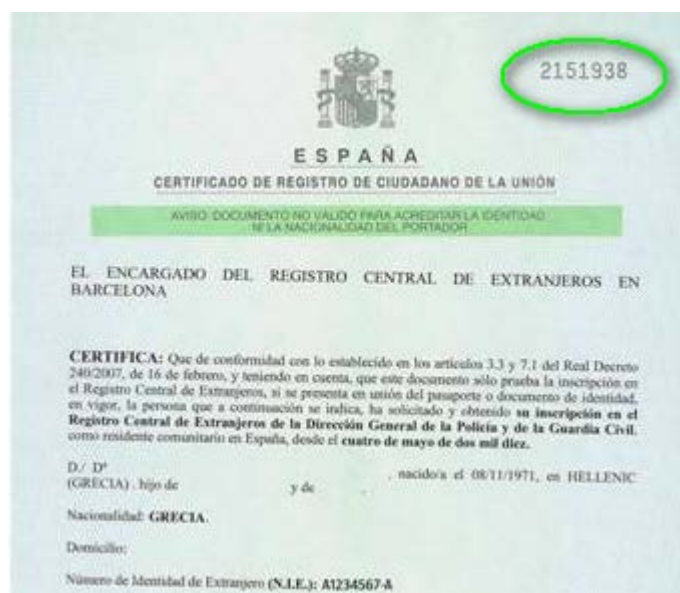 2151938
ESPAÑA
CERTIFICADO DE REGISTRO DE CIUDADANO DE LA UNIÓN
AVISO: DOCUMENTO NO VÁLIDO PARA ACREDITAR LA IDENTIDAD
NI LA NACIONALIDAD DEL PORTADOR
EL ENCARGADO DEL REGISTRO CENTRAL DE EXTRANJEROS EN
BARCELONA
CERTIFICA: Que de conformidad con lo establecido en los artículos 3.3 y 7.1 del Real Decreto
240/2007, de 16 de febrero, y teniendo en cuenta, que este documento sólo prueba la inscripción en
el Registro Central de Extranjeros, si se presenta en unión del pasaporte o documento de identidad,
en vigor, la persona que a continuación se indica, ha solicitado y obtenido su inscripción en el
Registro Central de Extranjeros de la Dirección General de la Policía y de la Guardia Civil,
como residente comunitario en España, desde el cuatro de mayo de dos mil diez.
D./ Dª , nacido/a el 08/11/1971, en HELLENIC
(GRECIA) . hijo de y de .
Nacionalidad: GRECIA.
Domicilio:
Número de Identidad de Extranjero (N.I.E.): A1234567-A